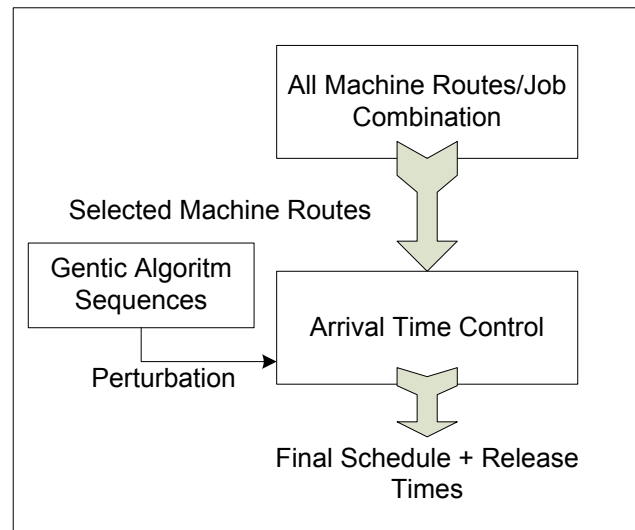 All Machine Routes/Job
Combination
Selected Machine Routes
Gentic Algoritm
Sequences
Arrival Time Control
Perturbation
Final Schedule + Release
Times